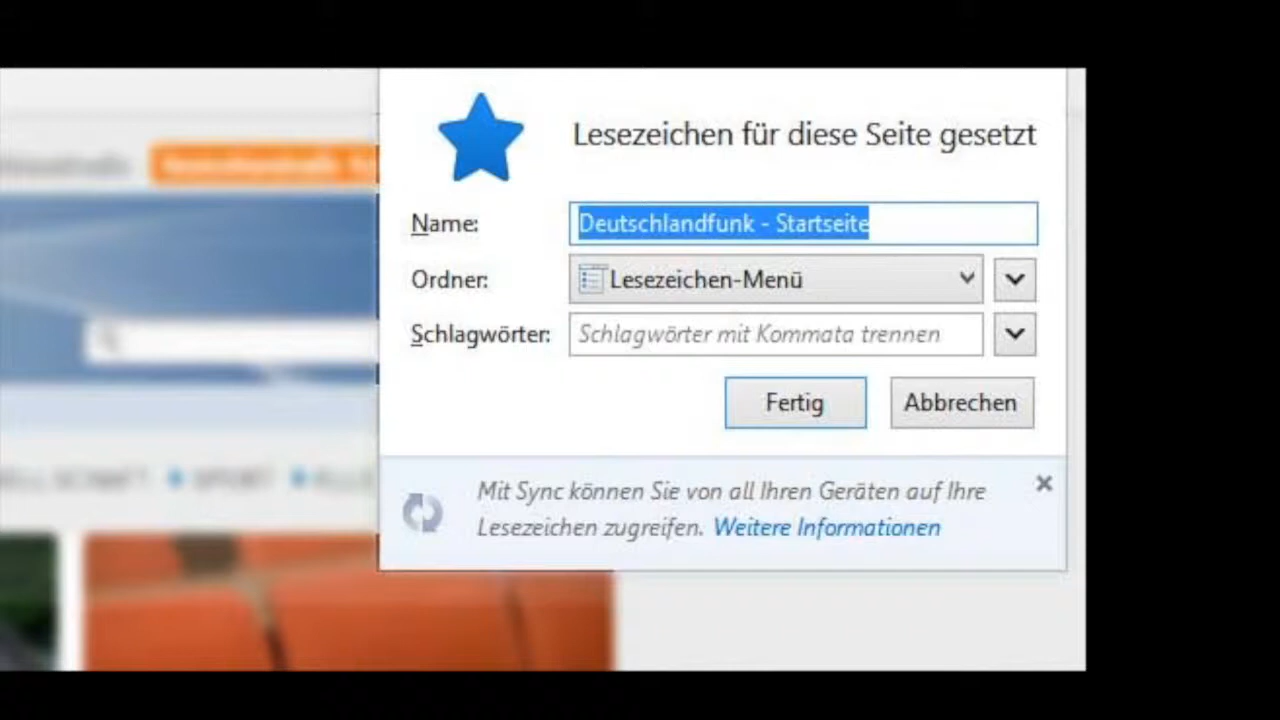 Lesezeichen für diese Seite gesetzt
Name: Deutschlandfunk - Startseite
Ordner: Lesezeichen-Menü
Schlagwörter: Schlagwörter mit Kommata trennen
Fertig Abbrechen
Mit Sync können Sie von all Ihren Geräten auf Ihre
Lesezeichen zugreifen. Weitere Informationen
SPORT